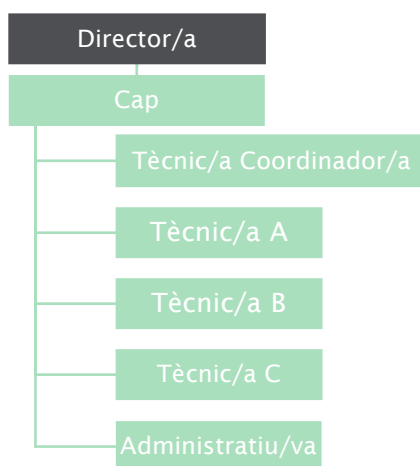 Director/a
Cap
Tècnic/a Coordinador/a
Tècnic/a A
Tècnic/a B
Tècnic/a C
Administratiu/va